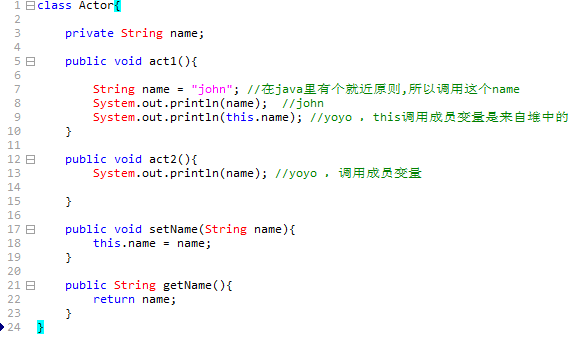 1 class Actor{
2
3 private String name;
4
5 public void act1(){
6
7 String name = "john"; //在java里有个就近原则,所以调用这个name
8 System.out.println(name); //john
9 System.out.println(this.name); //yoyo , this调用成员变量是来自堆中的
10 }
11
12 public void act2(){
13 System.out.println(name); //yoyo , 调用成员变量
14
15 }
16
17 public void setName(String name){
18 this.name = name;
19 }
20
21 public String getName(){
22 return name;
23 }
24 }